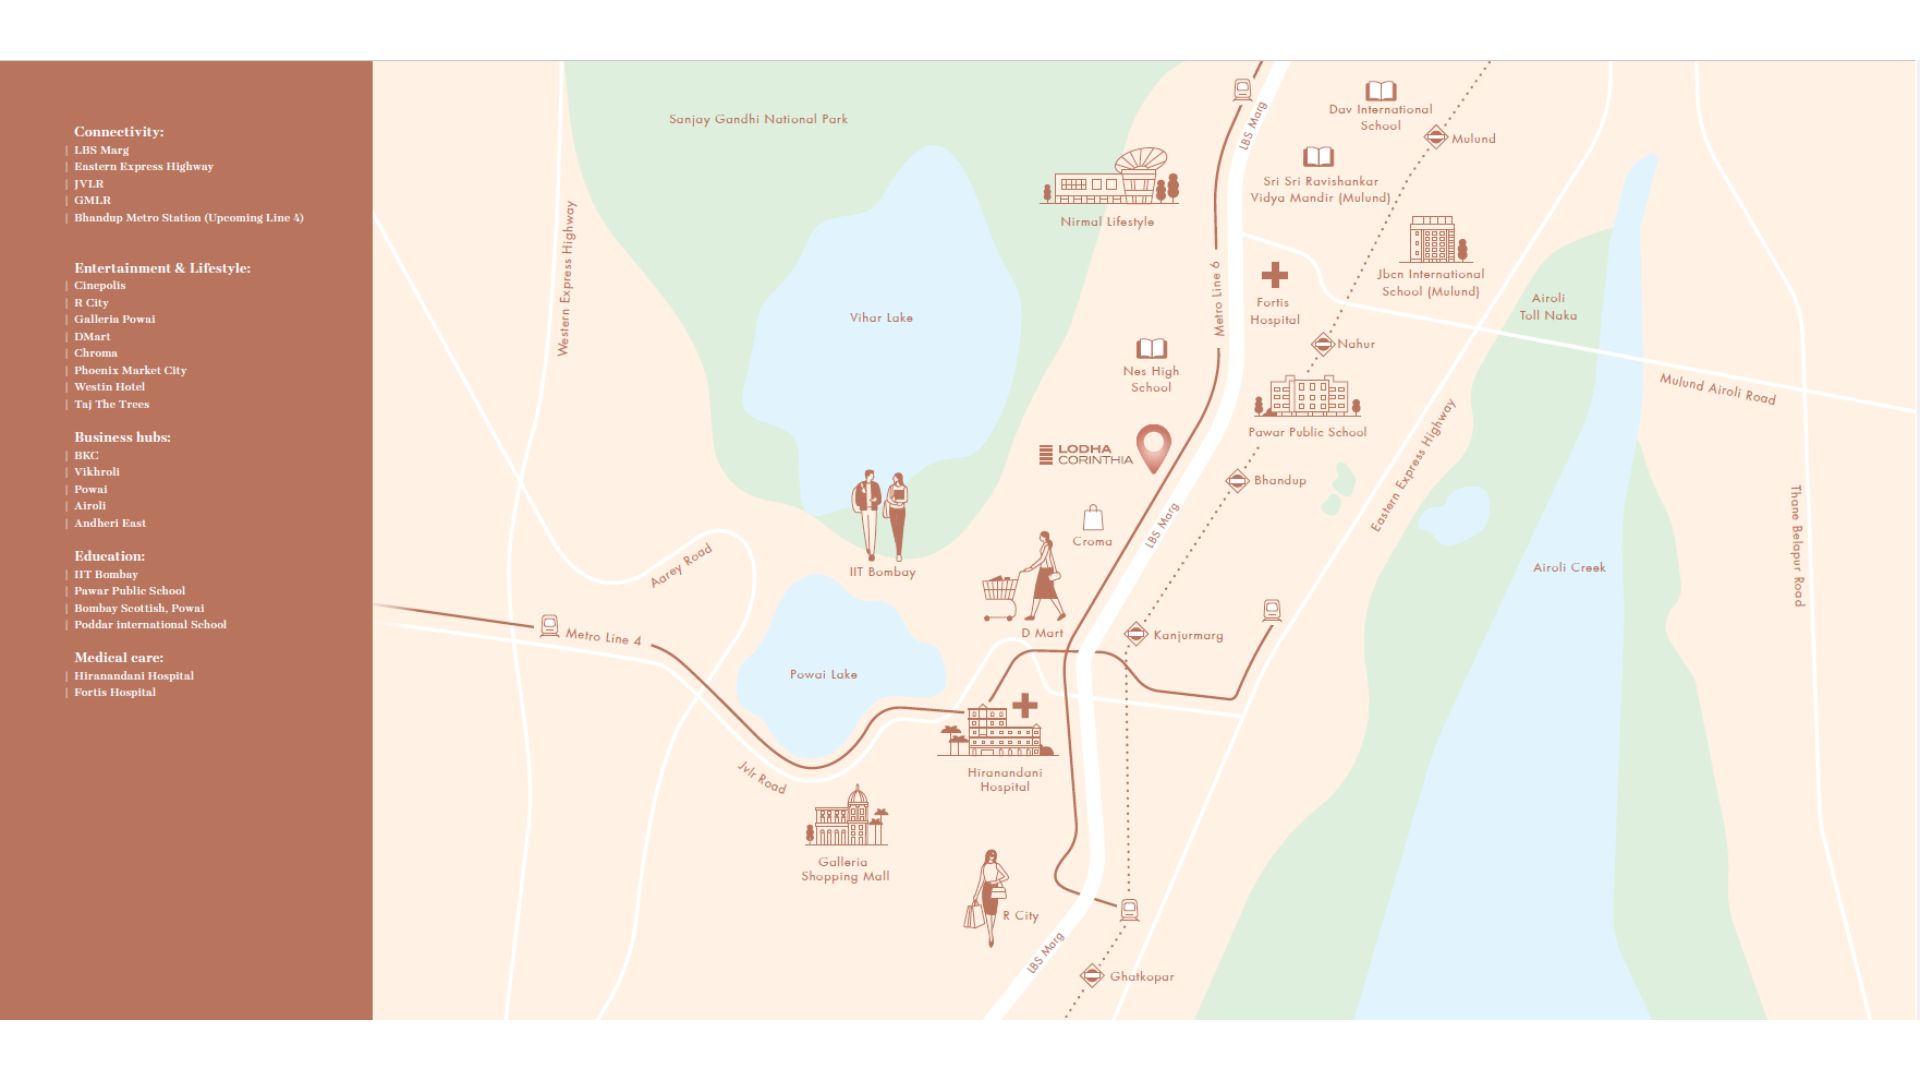 Connectivity:
| LBS Marg
| Eastern Express Highway
| JVLR
| GMLR
| Bhandup Metro Station (Upcoming Line 4)
Entertainment & Lifestyle:
| Cinepolis
| R City
| Galleria Powai
| DMart
| Chroma
| Phoenix Market City
| Westin Hotel
| Taj The Trees
Business hubs:
| BKC
| Vikhroli
| Powai
| Airoli
| Andheri East
Education:
| IIT Bombay
| Pawar Public School
| Bombay Scottish, Powai
| Poddar international School
Medical care:
| Hiranandani Hospital
| Fortis Hospital
Sanjay Gandhi National Park
LBS Marg
Dav International
School
Mulund
Sri Sri Ravishankar
Vidya Mandir (Mulund)
Nirmal Lifestyle
Western Express Highway
Jbcn International
School (Mulund)
Metro Line 6
Fortis
Hospital
Airoli
Toll Naka
Vihar Lake
Nahur
Nes High
School
Mulund Airoli Road
Pawar Public School
LODHA
CORINTHIA
Bhandup
Eastern Express Highway
LBS Marg
Croma
Thane Belapur Road
Aarey Road
IIT Bombay
Airoli Creek
Metro Line 4
D Mart
Kanjurmarg
Powai Lake
Jvlr Road
Hiranandani
Hospital
Galleria
Shopping Mall
R City
LBS Marg
Ghatkopar